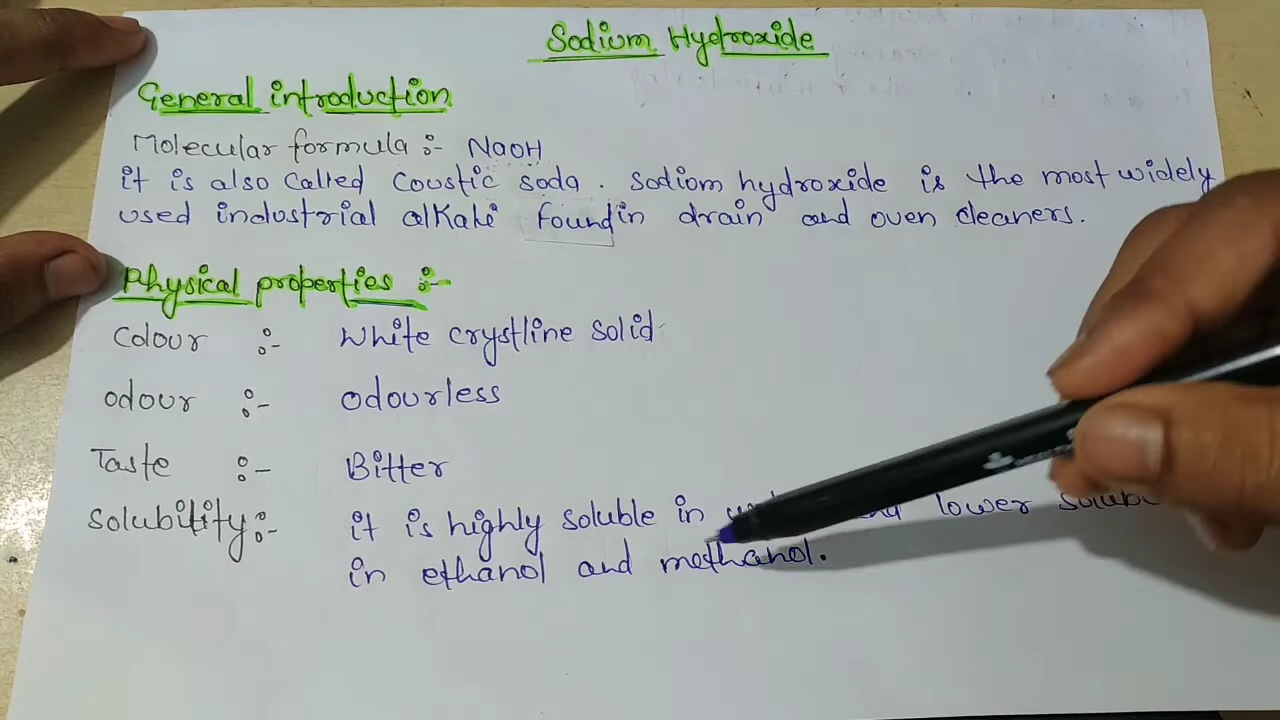 Sodium Hydroxide
General introduction
Molecular formula :- NaOH
it is also Called Coustic Soda. Sodiom hydroxide is the most widely
used industrial alkali found in drain and oven cleaners.
Physical properties :-
Colour :- White crystline solid
odour :- odourless
Taste :- Bitter
Solubility :- it is highly soluble in lower
in ethanol and methanol.